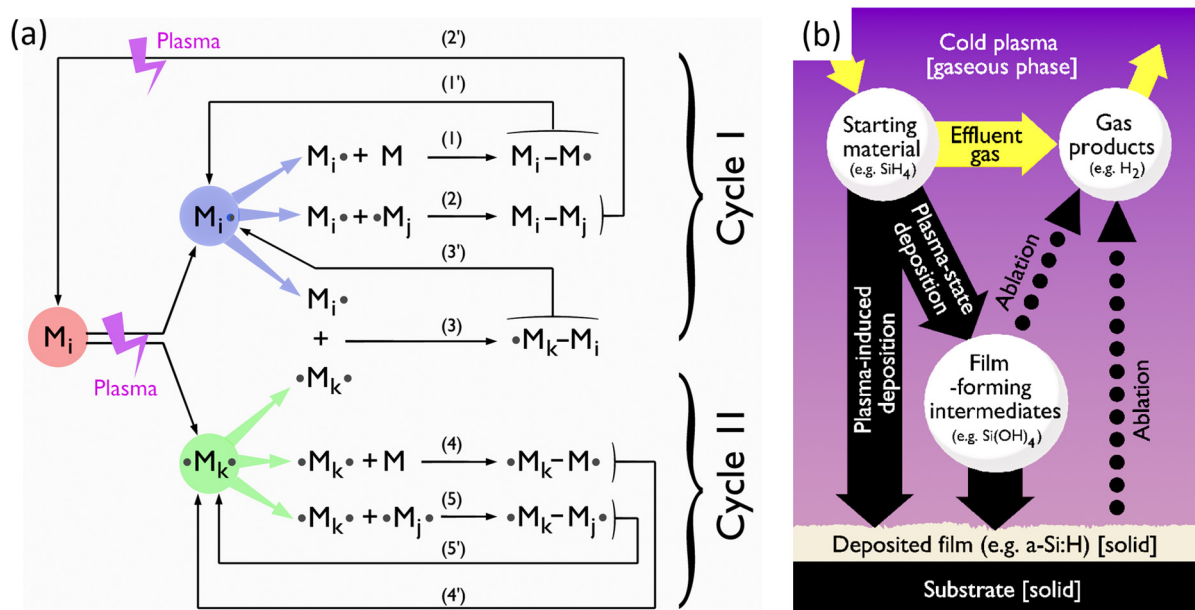 (a)
Plasma
(2')
(1')
Mᵢ• + M
(1)
Mᵢ–M•
Mᵢ•
Mᵢ• + •Mⱼ
(2)
Mᵢ–Mⱼ
(3')
Mᵢ•
+
(3)
•Mₖ–Mᵢ
Mᵢ
Plasma
•Mₖ•
•Mₖ•
•Mₖ• + M
(4)
•Mₖ–M•
•Mₖ• + •Mⱼ•
(5)
•Mₖ–Mⱼ•
(5')
(4')
Cycle I
Cycle II
(b)
Cold plasma
[gaseous phase]
Starting
material
(e.g. SiH₄)
Effluent
gas
Gas
products
(e.g. H₂)
Plasma-induced
deposition
Plasma-state
deposition
Ablation
Film
-forming
intermediates
(e.g. Si(OH)₄)
Ablation
Deposited film (e.g. a-Si:H) [solid]
Substrate [solid]